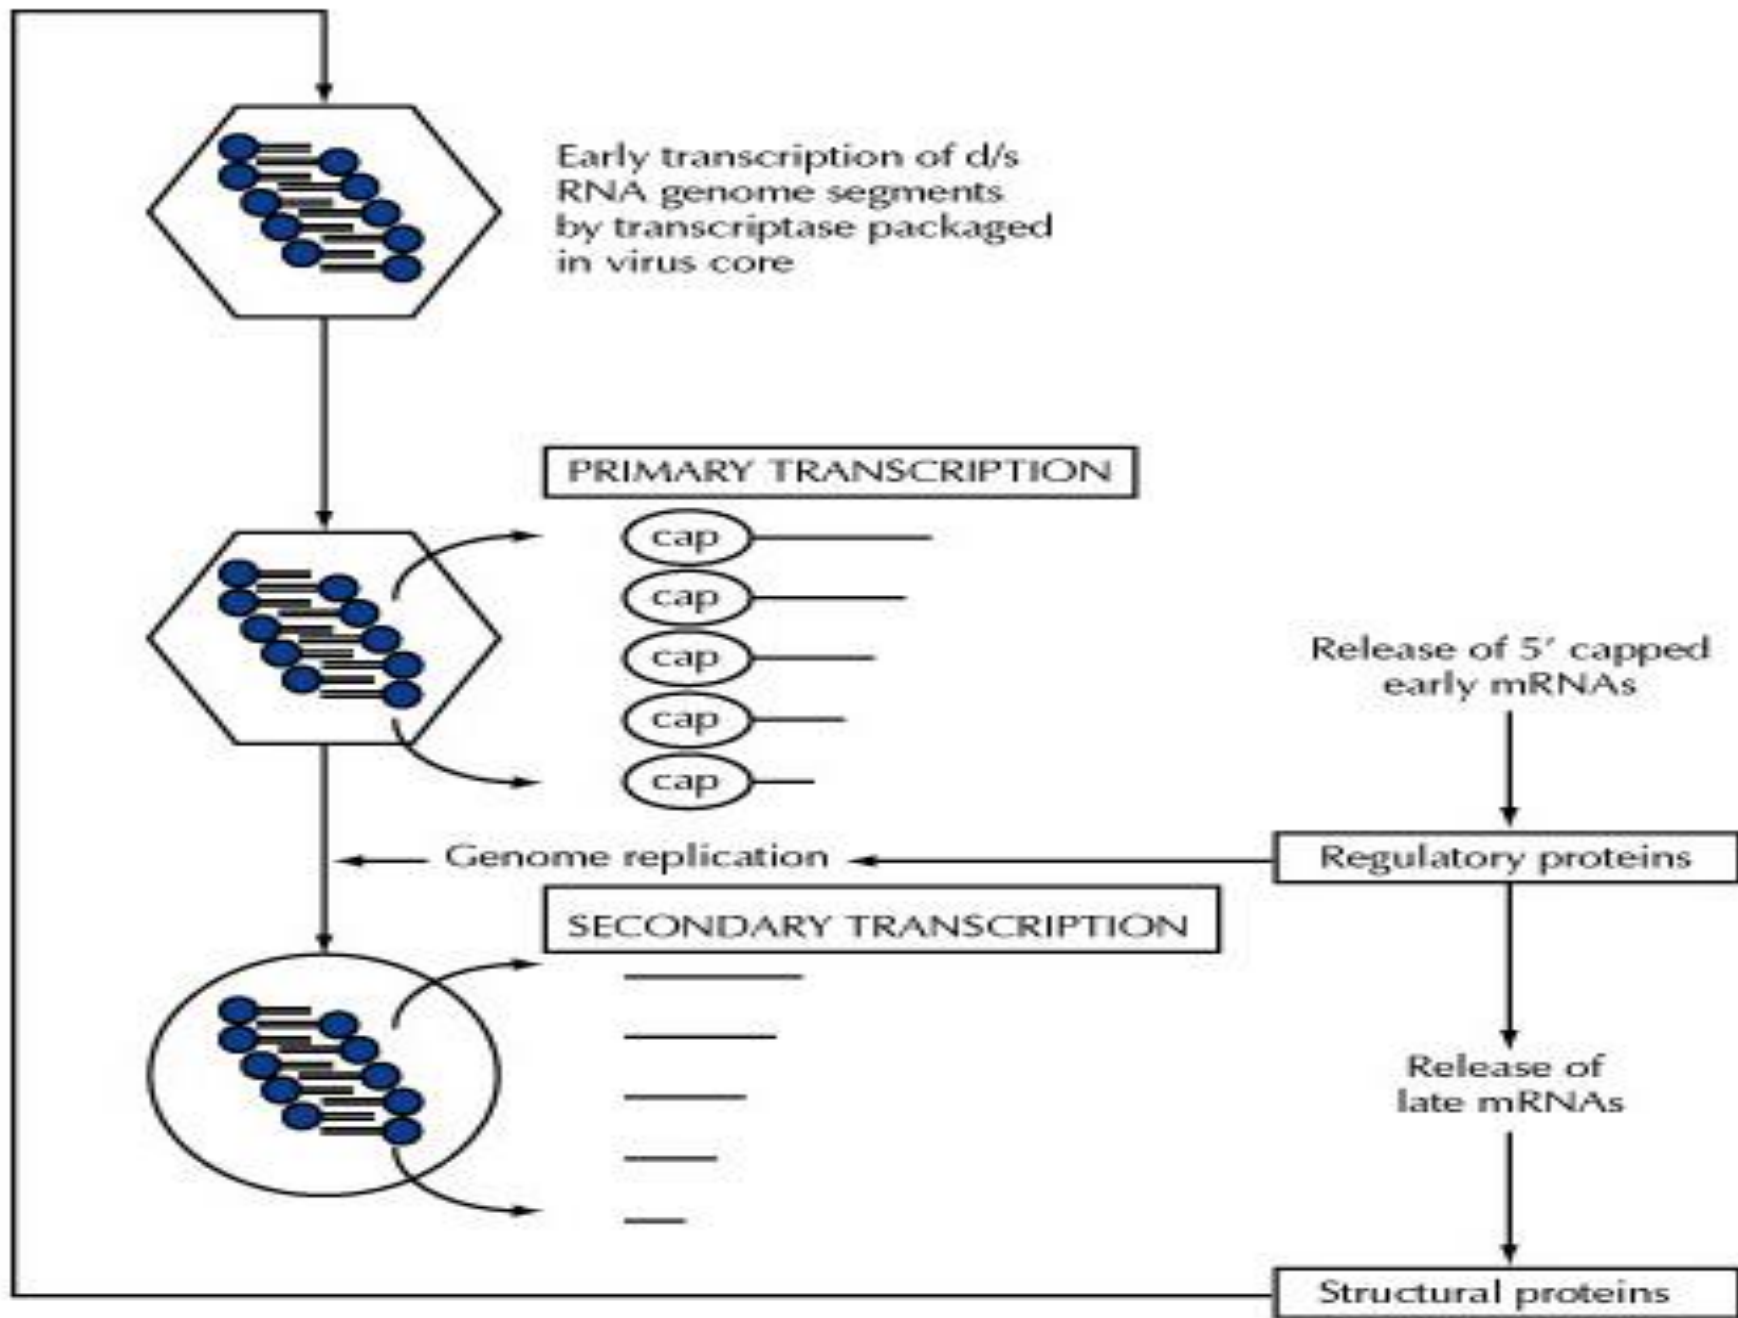 Early transcription of d/s
RNA genome segments
by transcriptase packaged
in virus core
PRIMARY TRANSCRIPTION
cap
cap
cap
cap
cap
Release of 5′ capped
early mRNAs
Genome replication
Regulatory proteins
SECONDARY TRANSCRIPTION
Release of
late mRNAs
Structural proteins